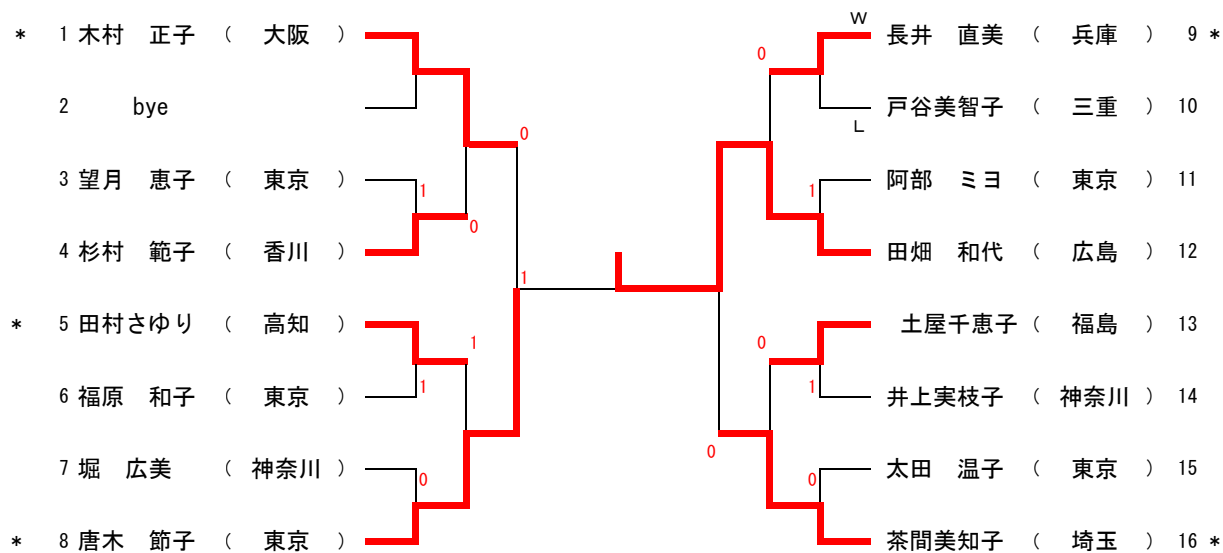 * 1 木村 正子 ( 大阪 )
2 bye
3 望月 恵子 ( 東京 )
4 杉村 範子 ( 香川 )
* 5 田村さゆり ( 高知 )
6 福原 和子 ( 東京 )
7 堀 広美 ( 神奈川 )
* 8 唐木 節子 ( 東京 )
0
1
0
1
1
1
0
W
長井 直美 ( 兵庫 ) 9 *
0
戸谷美智子 ( 三重 ) 10
L
阿部 ミヨ ( 東京 ) 11
1
田畑 和代 ( 広島 ) 12
土屋千恵子 ( 福島 ) 13
0
井上実枝子 ( 神奈川 ) 14
1
0
太田 温子 ( 東京 ) 15
0
茶間美知子 ( 埼玉 ) 16 *